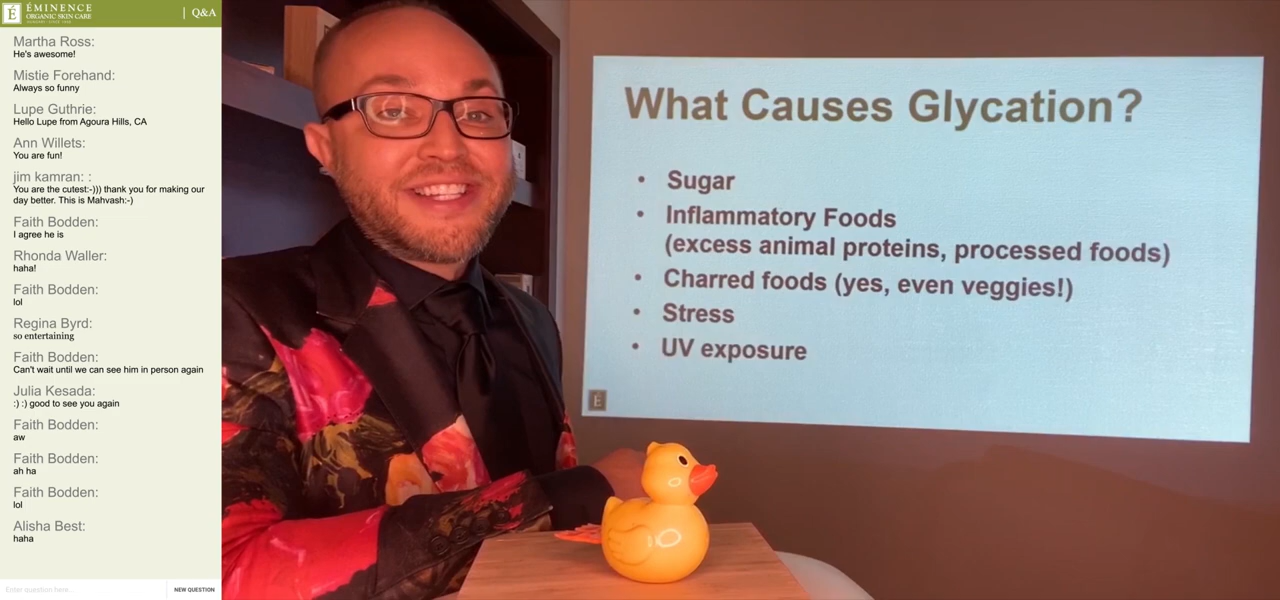 ÉMINENCE
ORGANIC SKIN CARE
HUNGARY · SINCE 1958
É
| Q&A
Martha Ross:
He's awesome!
Mistie Forehand:
Always so funny
Lupe Guthrie:
Hello Lupe from Agoura Hills, CA
Ann Willets:
You are fun!
jim kamran: :
You are the cutest:-))) thank you for making our
day better. This is Mahvash:-)
Faith Bodden:
I agree he is
Rhonda Waller:
haha!
Faith Bodden:
lol
Regina Byrd:
so entertaining
Faith Bodden:
Can't wait until we can see him in person again
Julia Kesada:
:) :) good to see you again
Faith Bodden:
aw
Faith Bodden:
ah ha
Faith Bodden:
lol
Alisha Best:
haha
Enter question here...
NEW QUESTION
What Causes Glycation?
• Sugar
• Inflammatory Foods
(excess animal proteins, processed foods)
• Charred foods (yes, even veggies!)
• Stress
• UV exposure
É